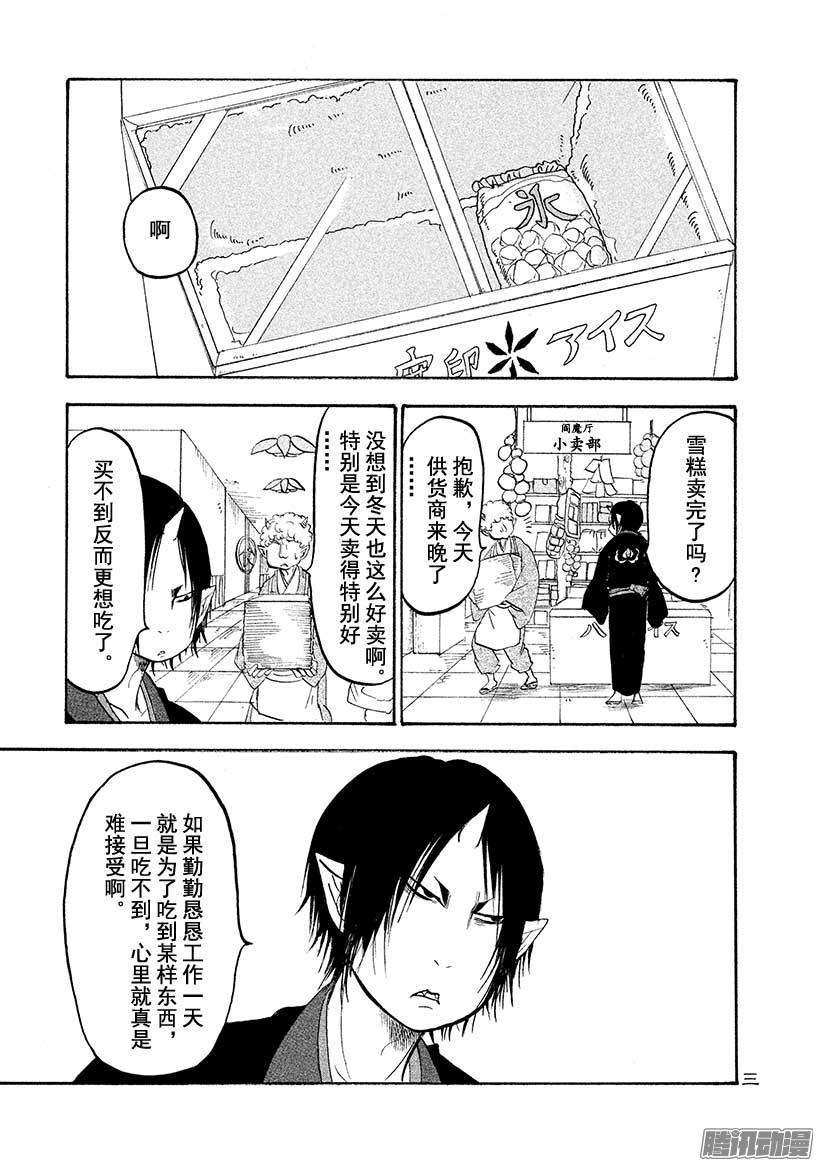 啊
氷
アイス
雪糕卖完了吗？
阎魔厅
小卖部
抱歉，今天
供货商来晚了
……
没想到冬天也这么好卖啊。
特别是今天卖得特别好
……
买不到反而更想吃了。
如果勤勤恳恳工作一天
就是为了吃到某样东西，
一旦吃不到，心里就真是
难接受啊。
三
腾讯动漫